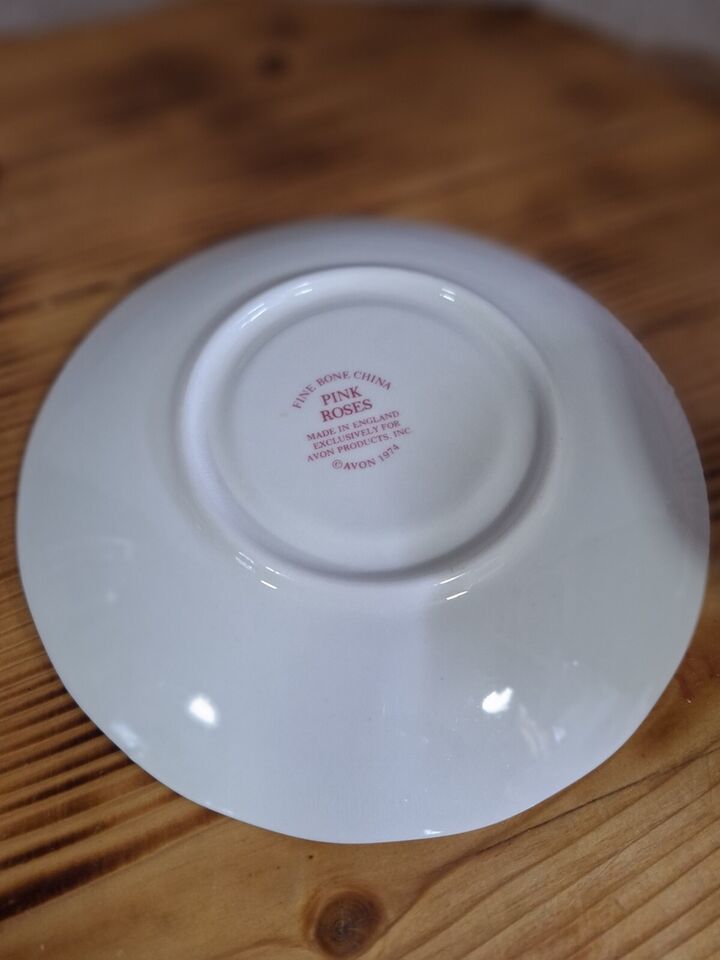 FINE BONE CHINA
PINK
ROSES
MADE IN ENGLAND
EXCLUSIVELY FOR
AVON PRODUCTS, INC.
©AVON 1974